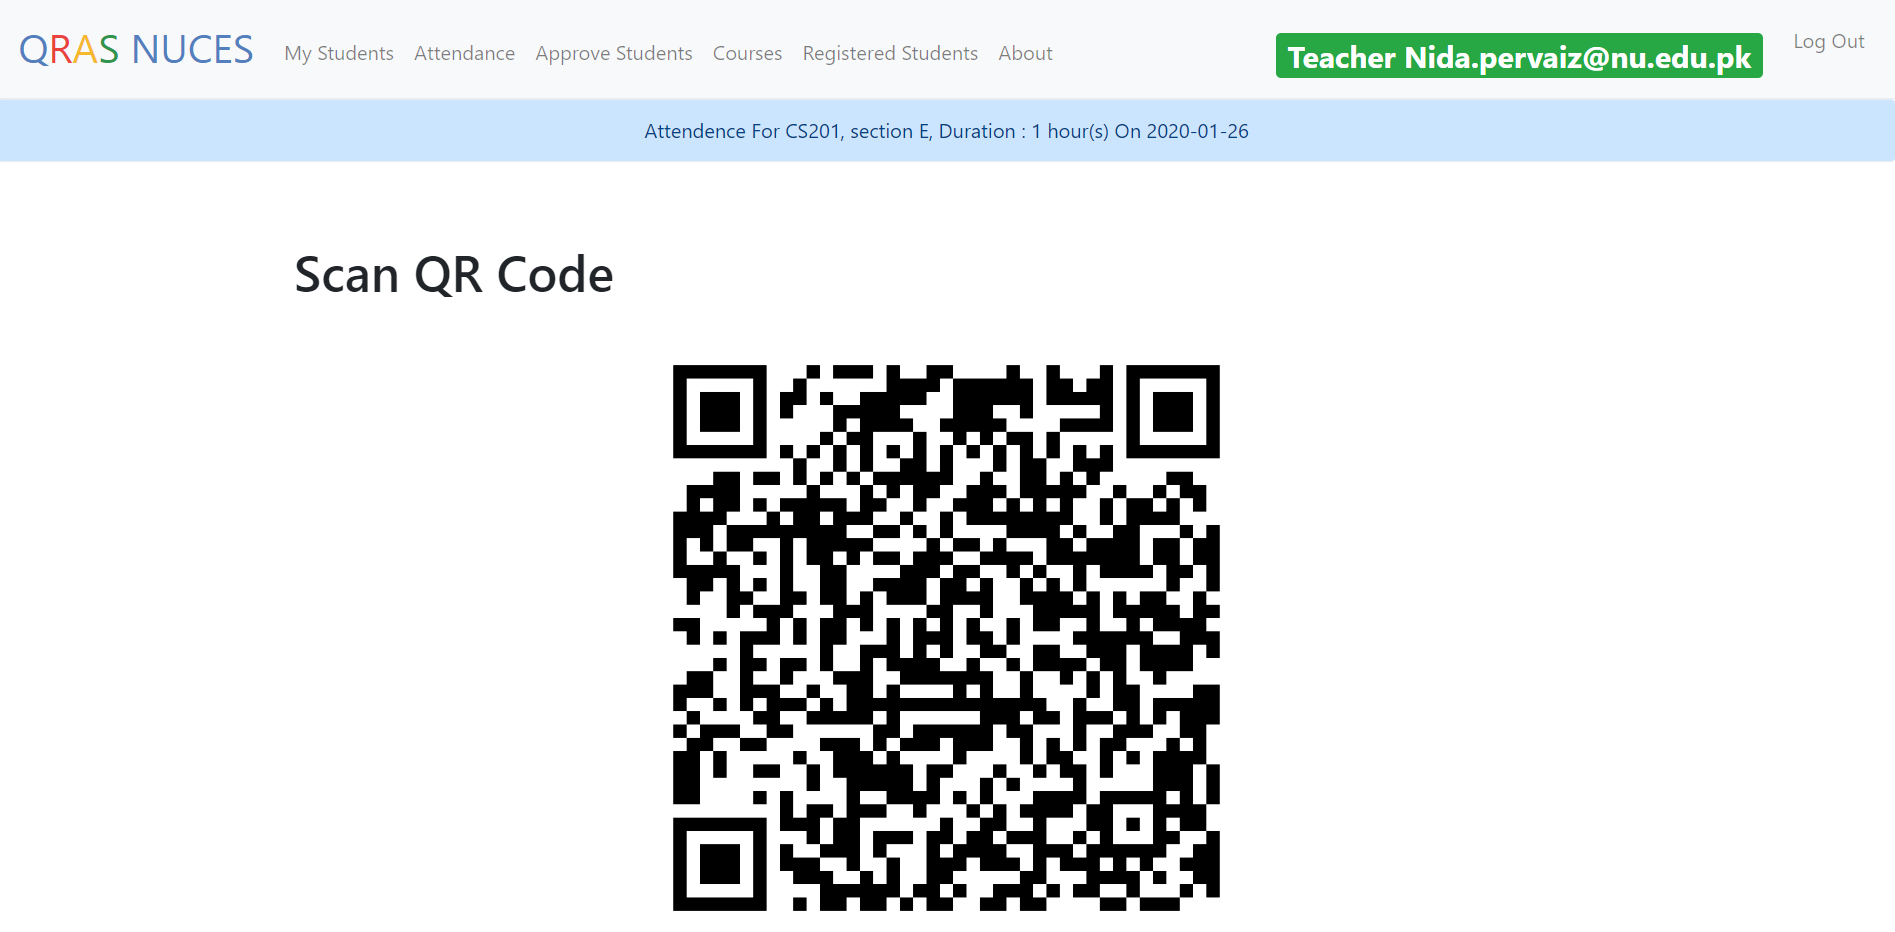 QRAS NUCES My Students Attendance Approve Students Courses Registered Students About Teacher Nida.pervaiz@nu.edu.pk Log Out
Attendence For CS201, section E, Duration : 1 hour(s) On 2020-01-26
Scan QR Code